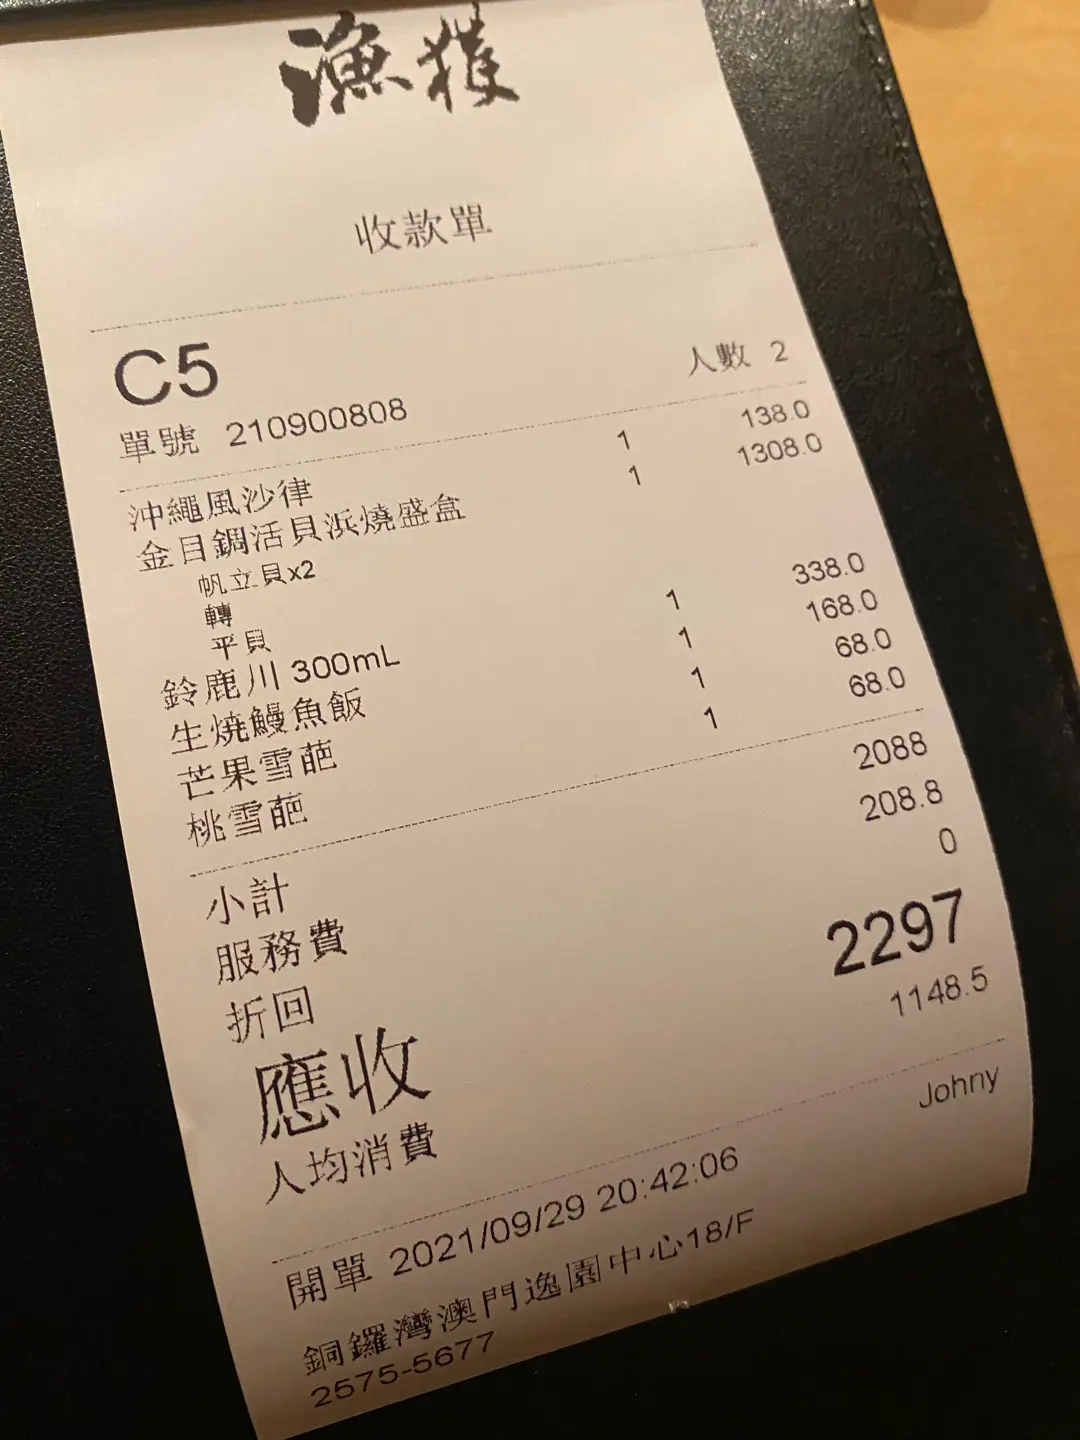 漁獲
收款單
C5
單號 210900808 人數 2
沖繩風沙律 1 138.0
金目鯛活貝浜燒盛盒 1 1308.0
帆立貝x2
轉
平貝
鈴鹿川 300mL 1 338.0
生焼鰻魚飯 1 168.0
芒果雪葩 1 68.0
桃雪葩 1 68.0
小計 2088
服務費 208.8
折回 0
應收 2297
人均消費 1148.5
Johny
開單 2021/09/29 20:42:06
銅鑼灣澳門逸園中心18/F
2575-5677